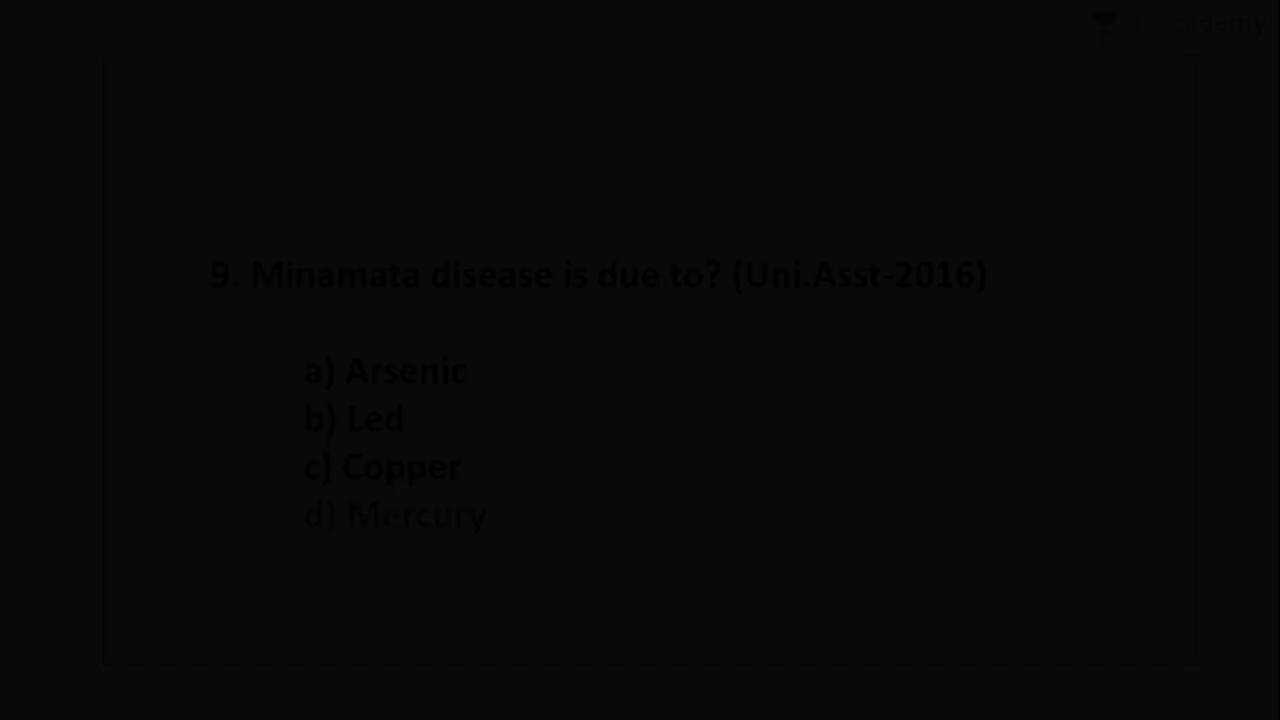 9. Minamata disease is due to? (Uni.Asst-2016)
a) Arsenic
b) Led
c) Copper
d) Mercury